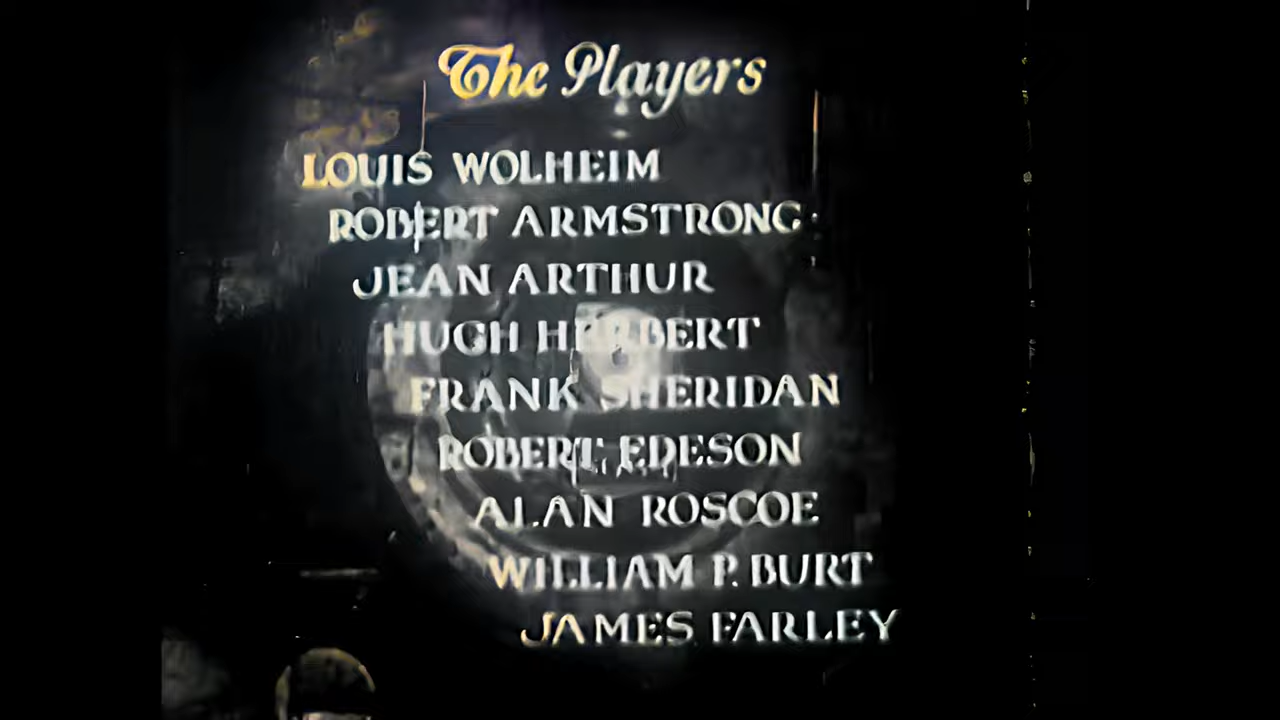 The Players
LOUIS WOLHEIM
ROBERT ARMSTRONG
JEAN ARTHUR
HUGH HERBERT
FRANK SHERIDAN
ROBERT EDESON
ALAN ROSCOE
WILLIAM P. BURT
JAMES FARLEY